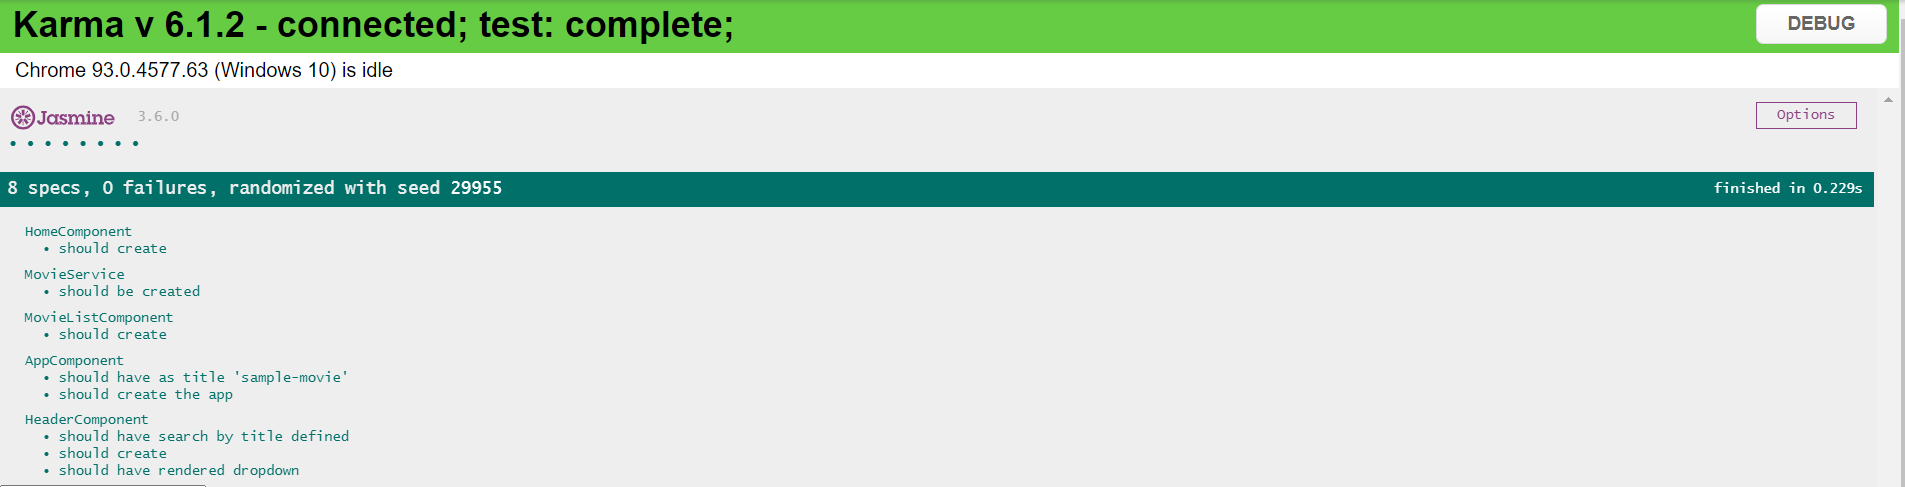 Karma v 6.1.2 - connected; test: complete;
DEBUG
Chrome 93.0.4577.63 (Windows 10) is idle
Jasmine 3.6.0
Options
• • • • • • • •
8 specs, 0 failures, randomized with seed 29955
finished in 0.229s
HomeComponent
• should create
MovieService
• should be created
MovieListComponent
• should create
AppComponent
• should have as title 'sample-movie'
• should create the app
HeaderComponent
• should have search by title defined
• should create
• should have rendered dropdown